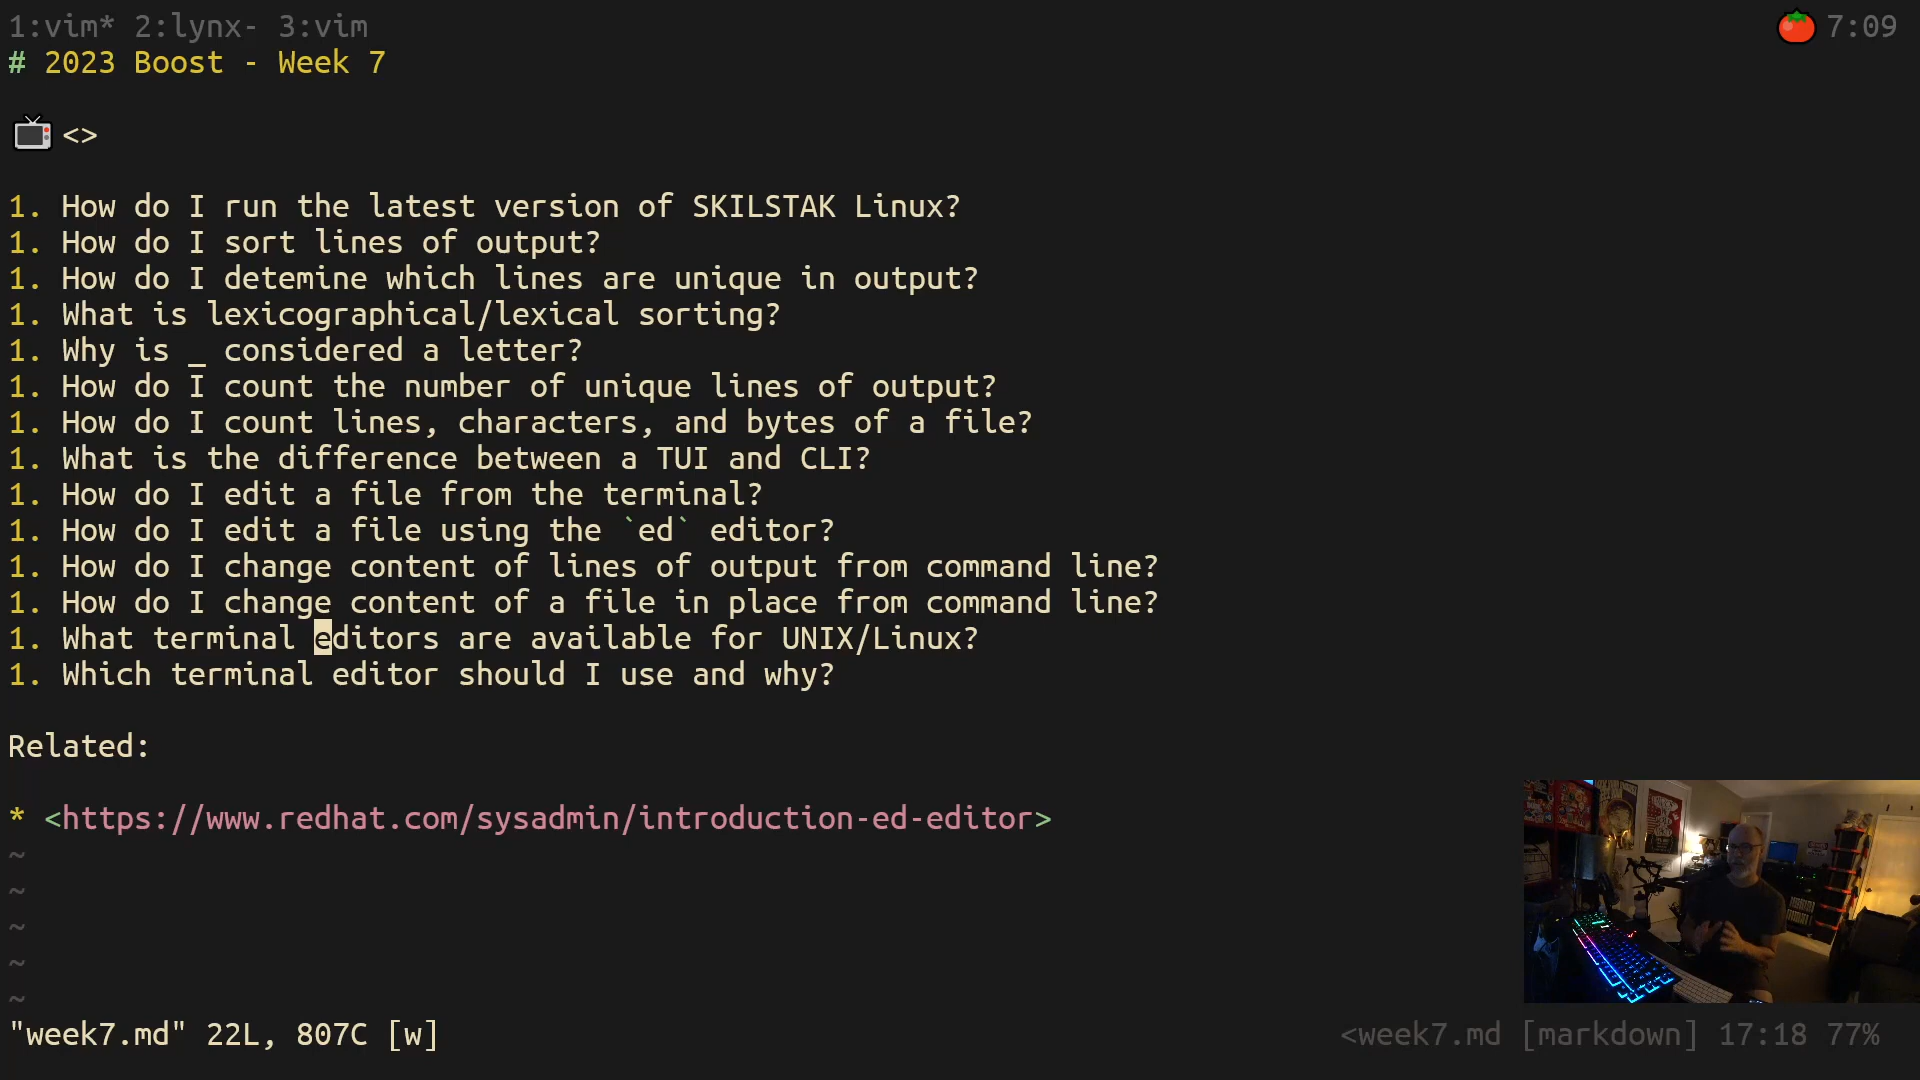 1:vim* 2:lynx- 3:vim 7:09
# 2023 Boost - Week 7
<>
1. How do I run the latest version of SKILSTAK Linux?
1. How do I sort lines of output?
1. How do I detemine which lines are unique in output?
1. What is lexicographical/lexical sorting?
1. Why is _ considered a letter?
1. How do I count the number of unique lines of output?
1. How do I count lines, characters, and bytes of a file?
1. What is the difference between a TUI and CLI?
1. How do I edit a file from the terminal?
1. How do I edit a file using the `ed` editor?
1. How do I change content of lines of output from command line?
1. How do I change content of a file in place from command line?
1. What terminal editors are available for UNIX/Linux?
1. Which terminal editor should I use and why?
Related:
* <https://www.redhat.com/sysadmin/introduction-ed-editor>
~
~
~
~
~
"week7.md" 22L, 807C [w] <week7.md [markdown] 17:18 77%